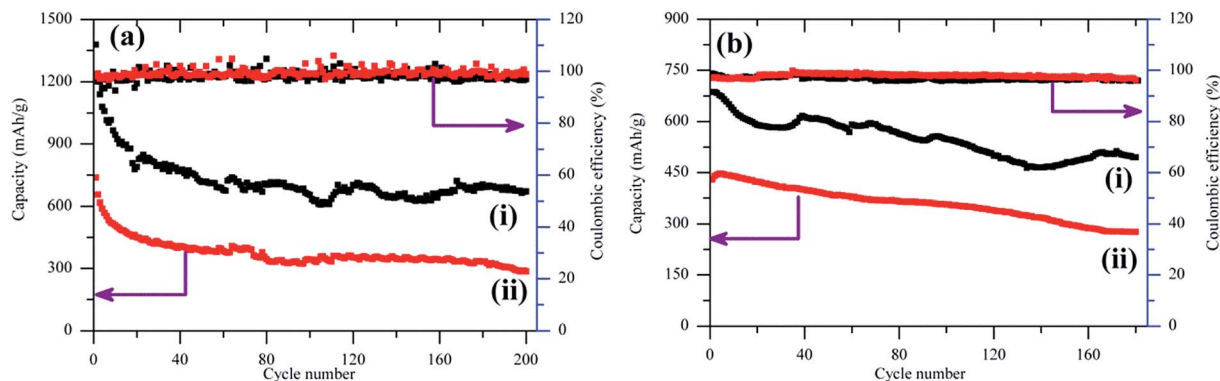 (a)
1500
1200
900
600
300
0
Capacity (mAh/g)
120
100
80
60
40
20
0
Coulombic efficiency (%)
(i)
(ii)
0 40 80 120 160 200
Cycle number
(b)
900
750
600
450
300
150
0
Capacity (mAh/g)
120
100
80
60
40
20
0
Coulombic efficiency (%)
(i)
(ii)
0 40 80 120 160
Cycle number